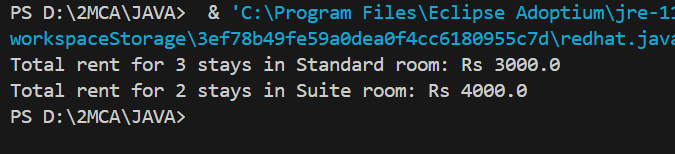 PS D:\2MCA\JAVA>  & 'C:\Program Files\Eclipse Adoptium\jre-11
workspaceStorage\3ef78b49fe59a0dea0f4cc6180955c7d\redhat.java
Total rent for 3 stays in Standard room: Rs 3000.0
Total rent for 2 stays in Suite room: Rs 4000.0
PS D:\2MCA\JAVA>